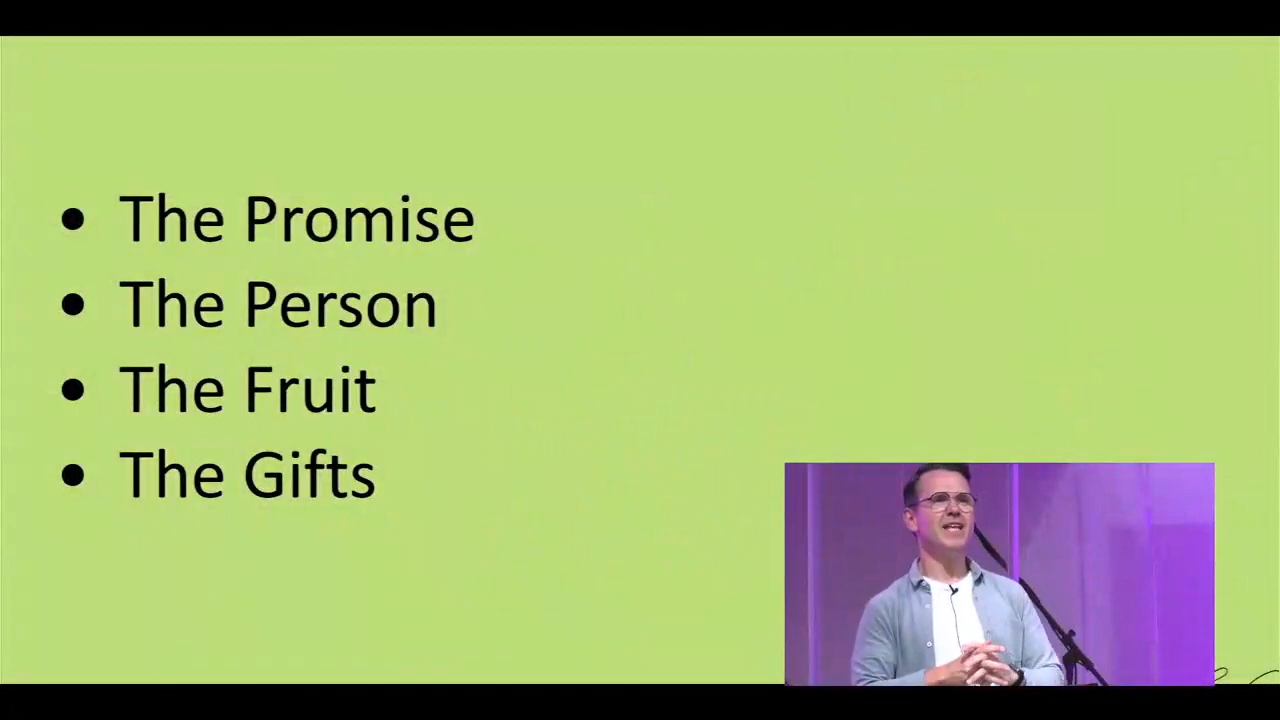 • The Promise
• The Person
• The Fruit
• The Gifts